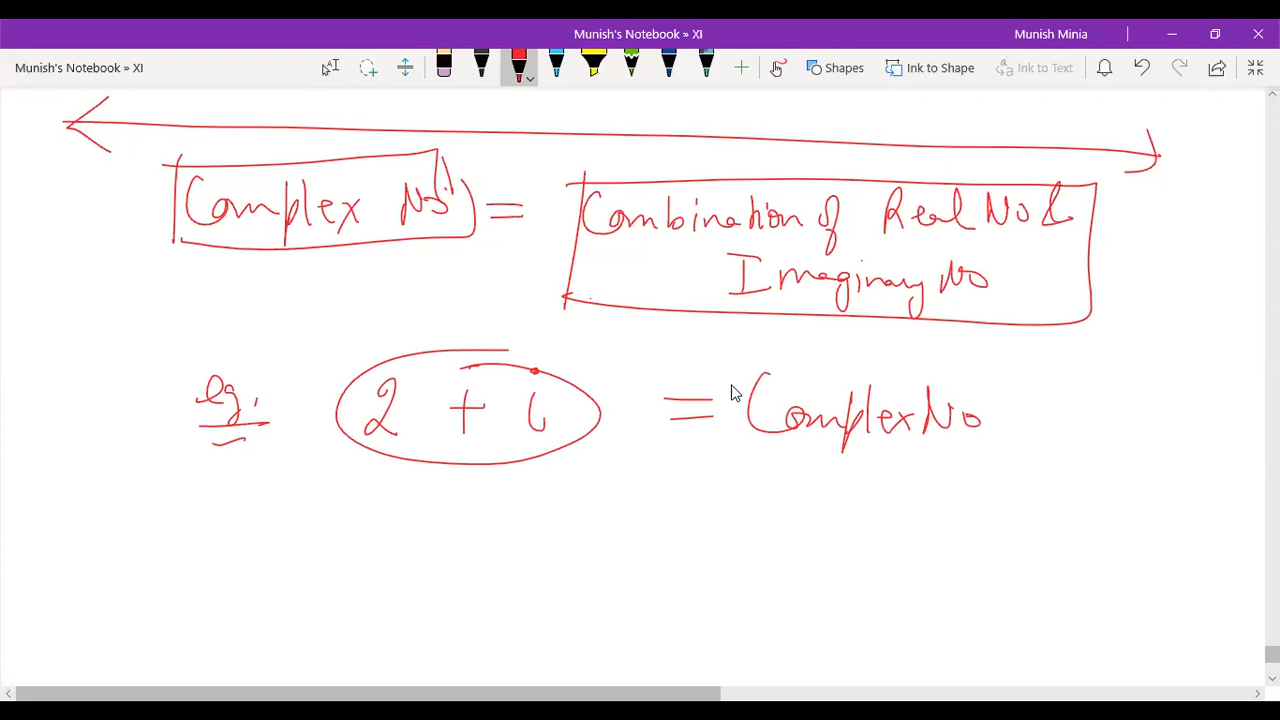 Munish's Notebook » XI
Munish Minia
Munish's Notebook » XI
Shapes
Ink to Shape
Ink to Text
Complex No's =
Combination of Real No &
Imaginary No
eg.
2 + i = Complex No